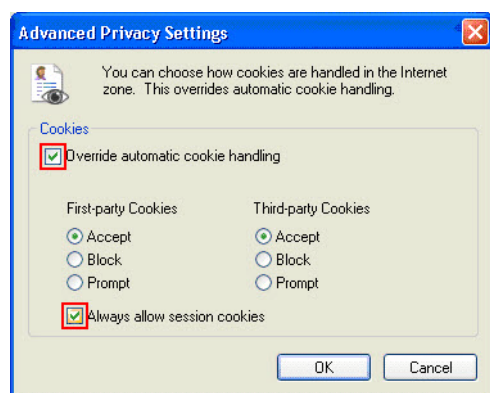 Advanced Privacy Settings
You can choose how cookies are handled in the Internet
zone. This overrides automatic cookie handling.
Cookies
Override automatic cookie handling
First-party Cookies Third-party Cookies
Accept Accept
Block Block
Prompt Prompt
Always allow session cookies
OK Cancel